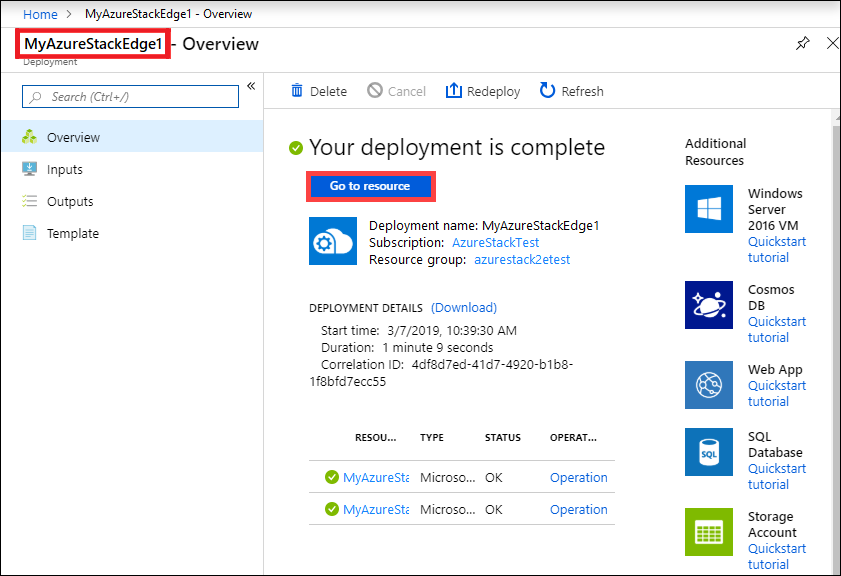 Home > MyAzureStackEdge1 - Overview
MyAzureStackEdge1 - Overview
Deployment
Search (Ctrl+/)
«
Overview
Inputs
Outputs
Template
Delete Cancel Redeploy Refresh
Your deployment is complete
Go to resource
Deployment name: MyAzureStackEdge1
Subscription: AzureStackTest
Resource group: azurestack2etest
DEPLOYMENT DETAILS (Download)
Start time: 3/7/2019, 10:39:30 AM
Duration: 1 minute 9 seconds
Correlation ID: 4df8d7ed-41d7-4920-b1b8-
1f8bfd7ecc55
RESOU... TYPE STATUS OPERAT...
MyAzureSta Microso... OK Operation
MyAzureSta Microso... OK Operation
Additional
Resources
Windows
Server
2016 VM
Quickstart
tutorial
Cosmos
DB
Quickstart
tutorial
Web App
Quickstart
tutorial
SQL
SQL
Database
Quickstart
tutorial
Storage
Account
Quickstart
tutorial